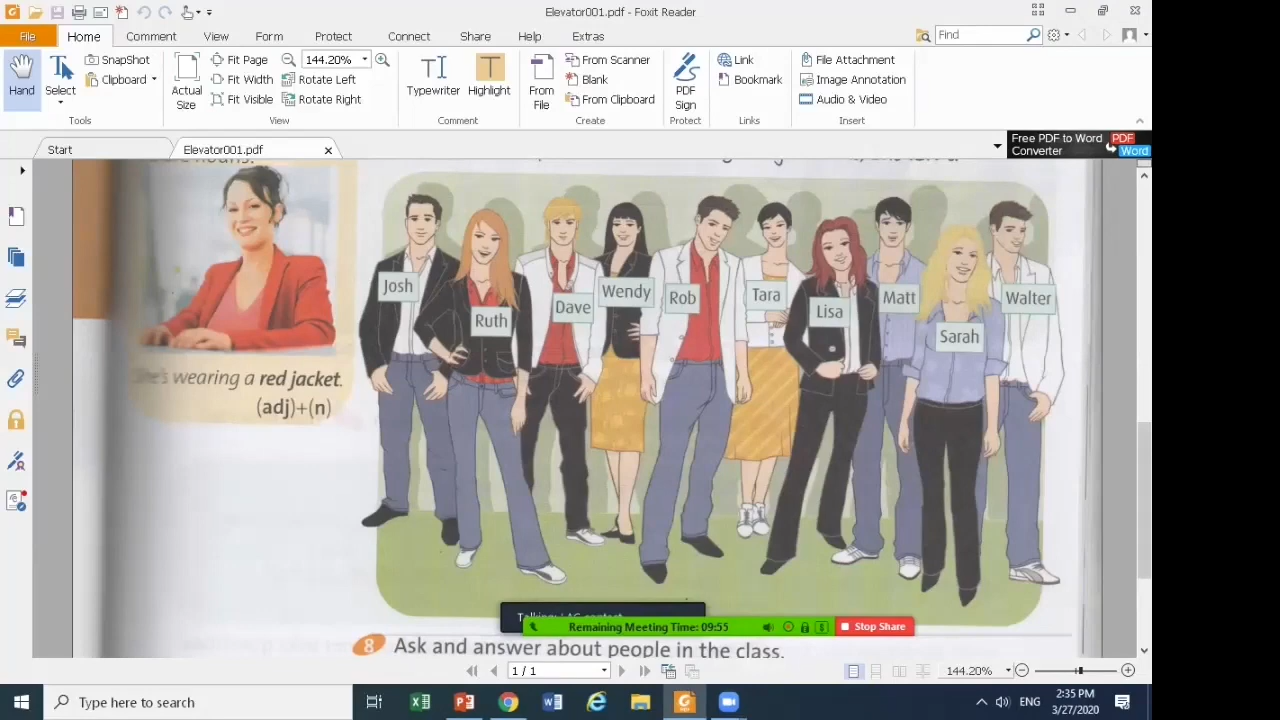 Elevator001.pdf - Foxit Reader
File Home Comment View Form Protect Connect Share Help Extras
Find
Hand
Select
SnapShot
Clipboard
Tools
Actual Size
Fit Page
Fit Width
Fit Visible
144.20%
Rotate Left
Rotate Right
View
Typewriter
Highlight
Comment
From File
From Scanner
Blank
From Clipboard
Create
PDF Sign
Protect
Link
Bookmark
Links
File Attachment
Image Annotation
Audio & Video
Insert
Start
Elevator001.pdf
Free PDF to Word Converter
PDF
Word
nouns.
wearing a red jacket.
(adj)+(n)
Josh
Ruth
Dave
Wendy
Rob
Tara
Lisa
Matt
Sarah
Walter
Talking:
Remaining Meeting Time: 09:55
Stop Share
8 Ask and answer about people in the class.
1 / 1
144.20%
Type here to search
ENG
2:35 PM
3/27/2020